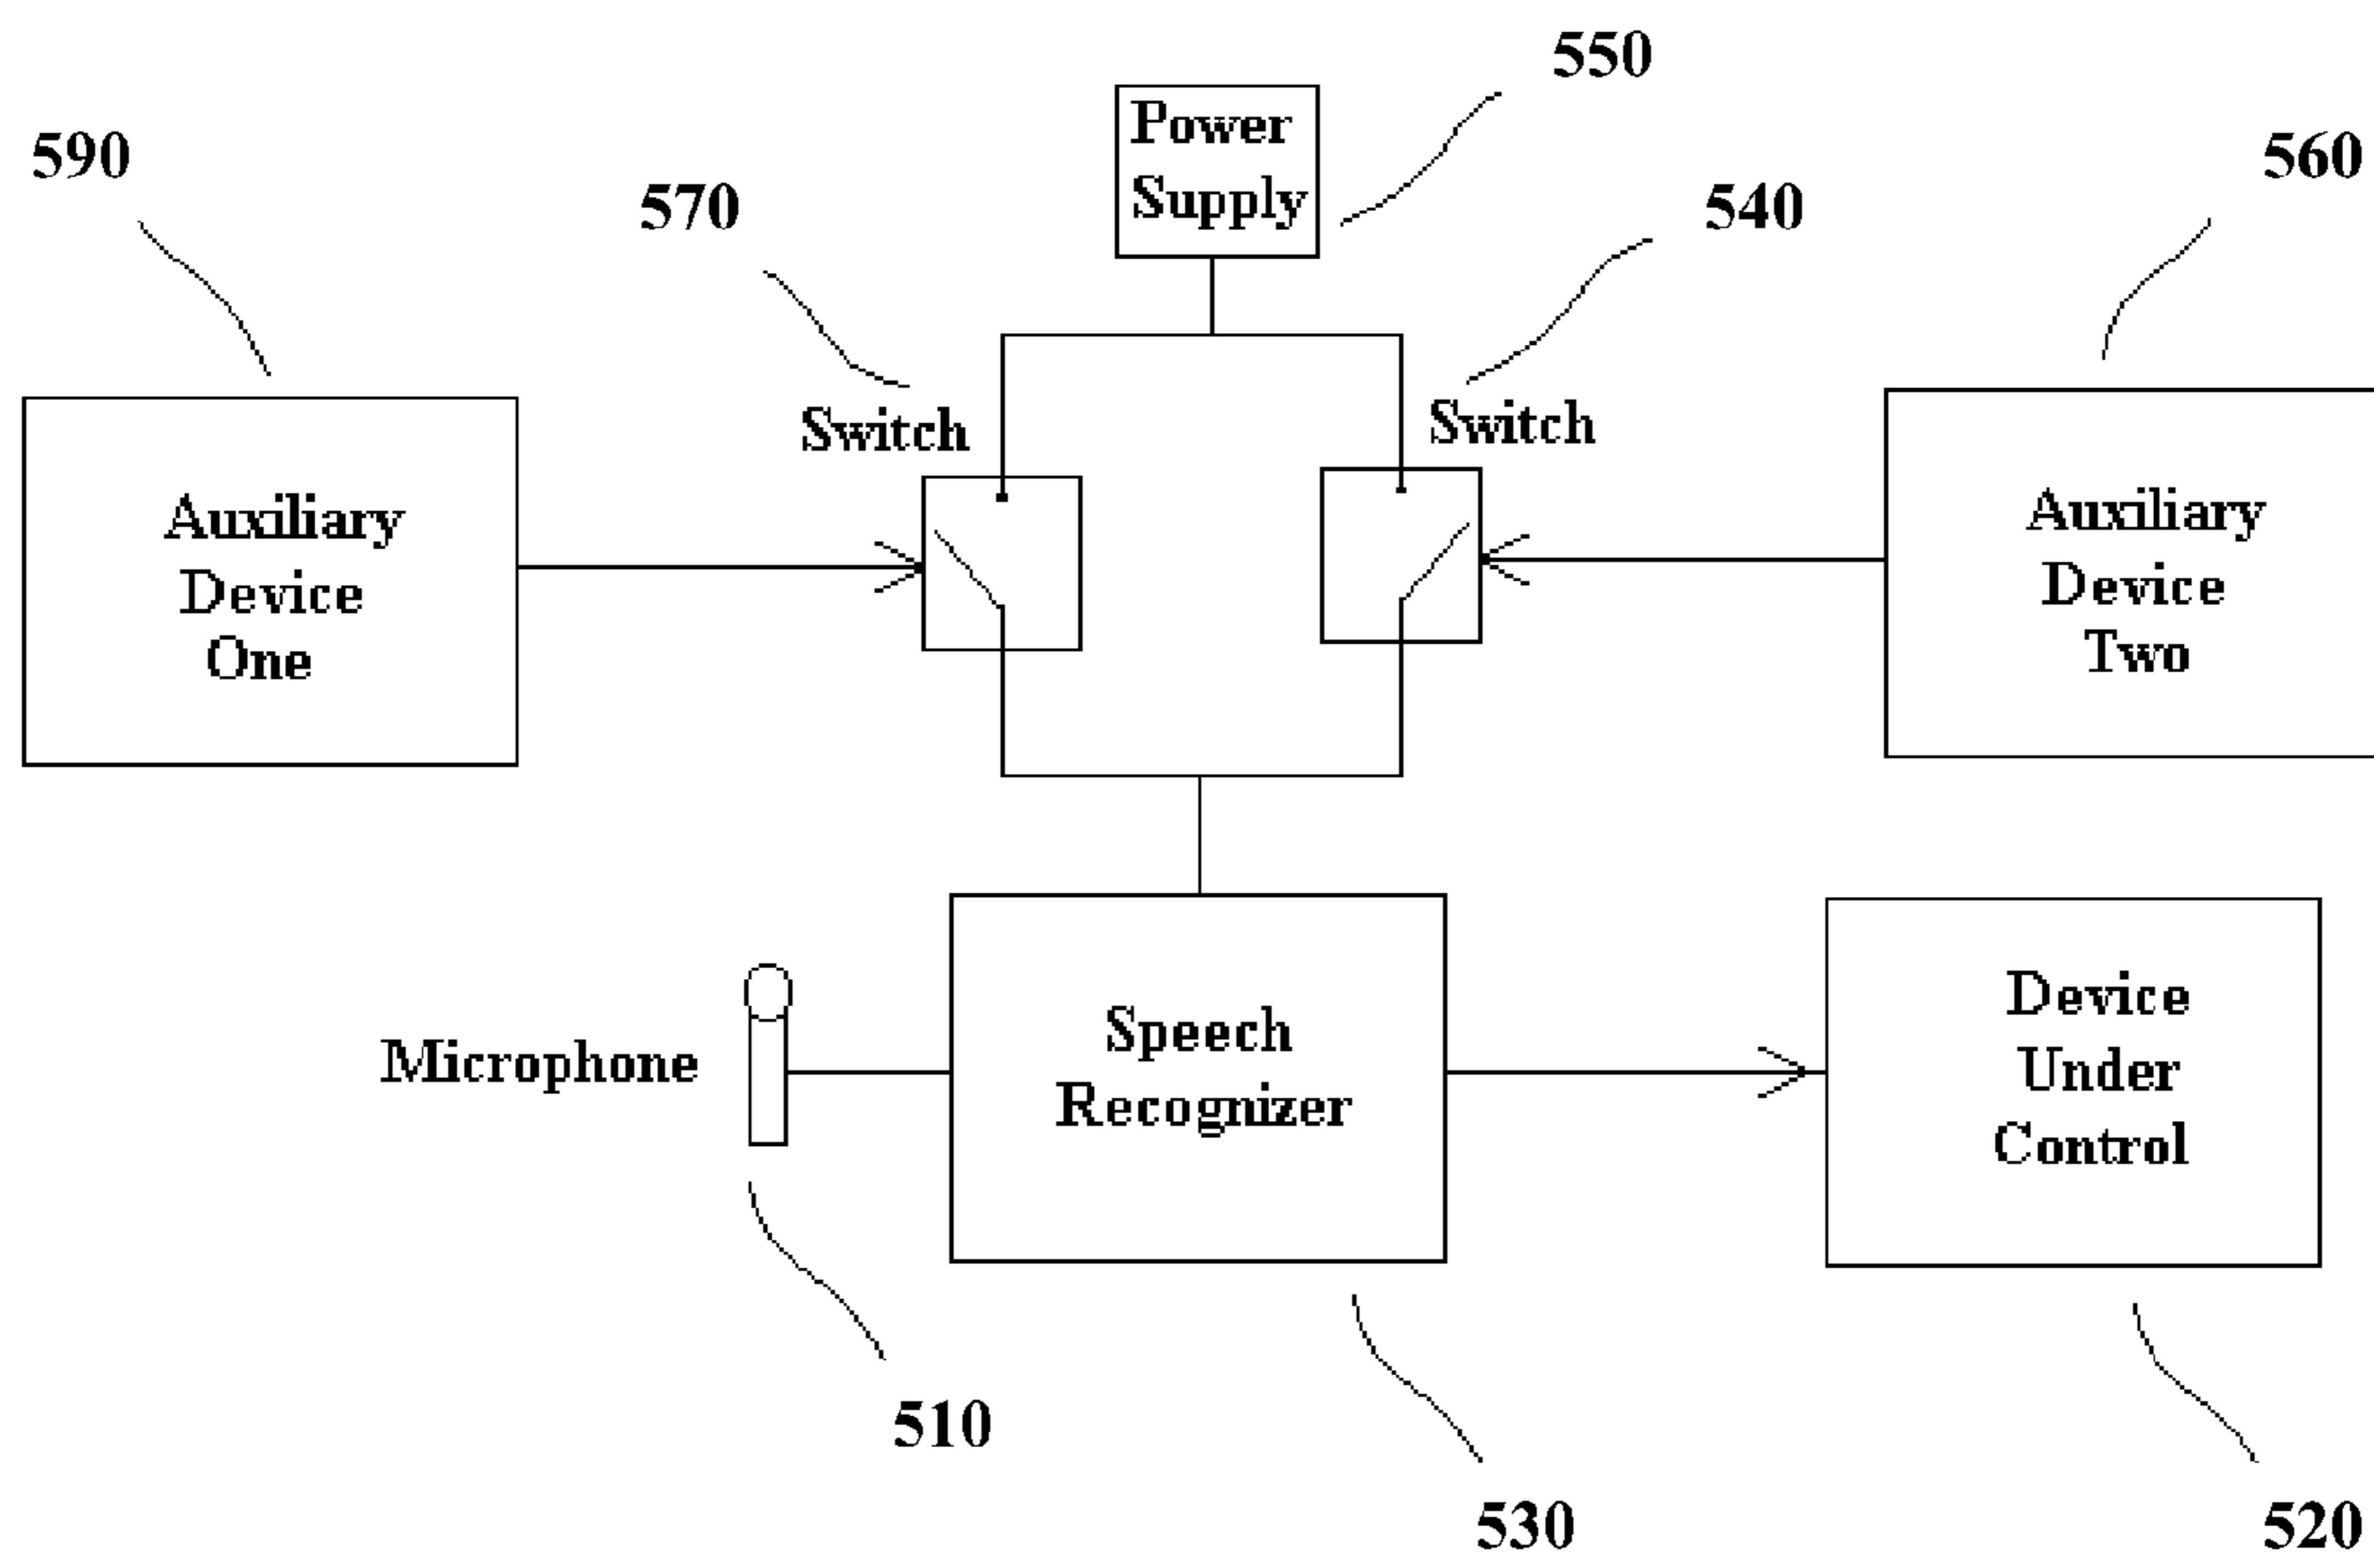 550
590
570
Power
Supply
540
560
Switch
Switch
Auxiliary
Device
One
Auxiliary
Device
Two
Microphone
Speech
Recognizer
Device
Under
Control
510
530
520